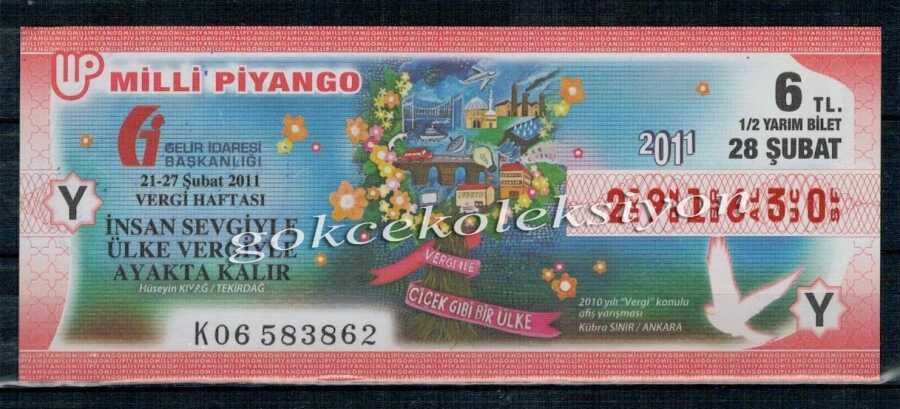 MİLLİ PİYANGO
GELİR İDARESİ
BAŞKANLIĞI
21-27 Şubat 2011
VERGİ HAFTASI
Y
İNSAN SEVGİYLE
ÜLKE VERGİYLE
AYAKTA KALIR
Hüseyin KIVAĞ / TEKİRDAĞ
K06 583862
VERGİ İLE
ÇİÇEK GİBİ BİR ÜLKE
gokcekoleksiyon
2011
6 TL.
1/2 YARIM BİLET
28 ŞUBAT
2010 yılı "Vergi" konulu
afiş yarışması
Kübra SINIR / ANKARA
Y